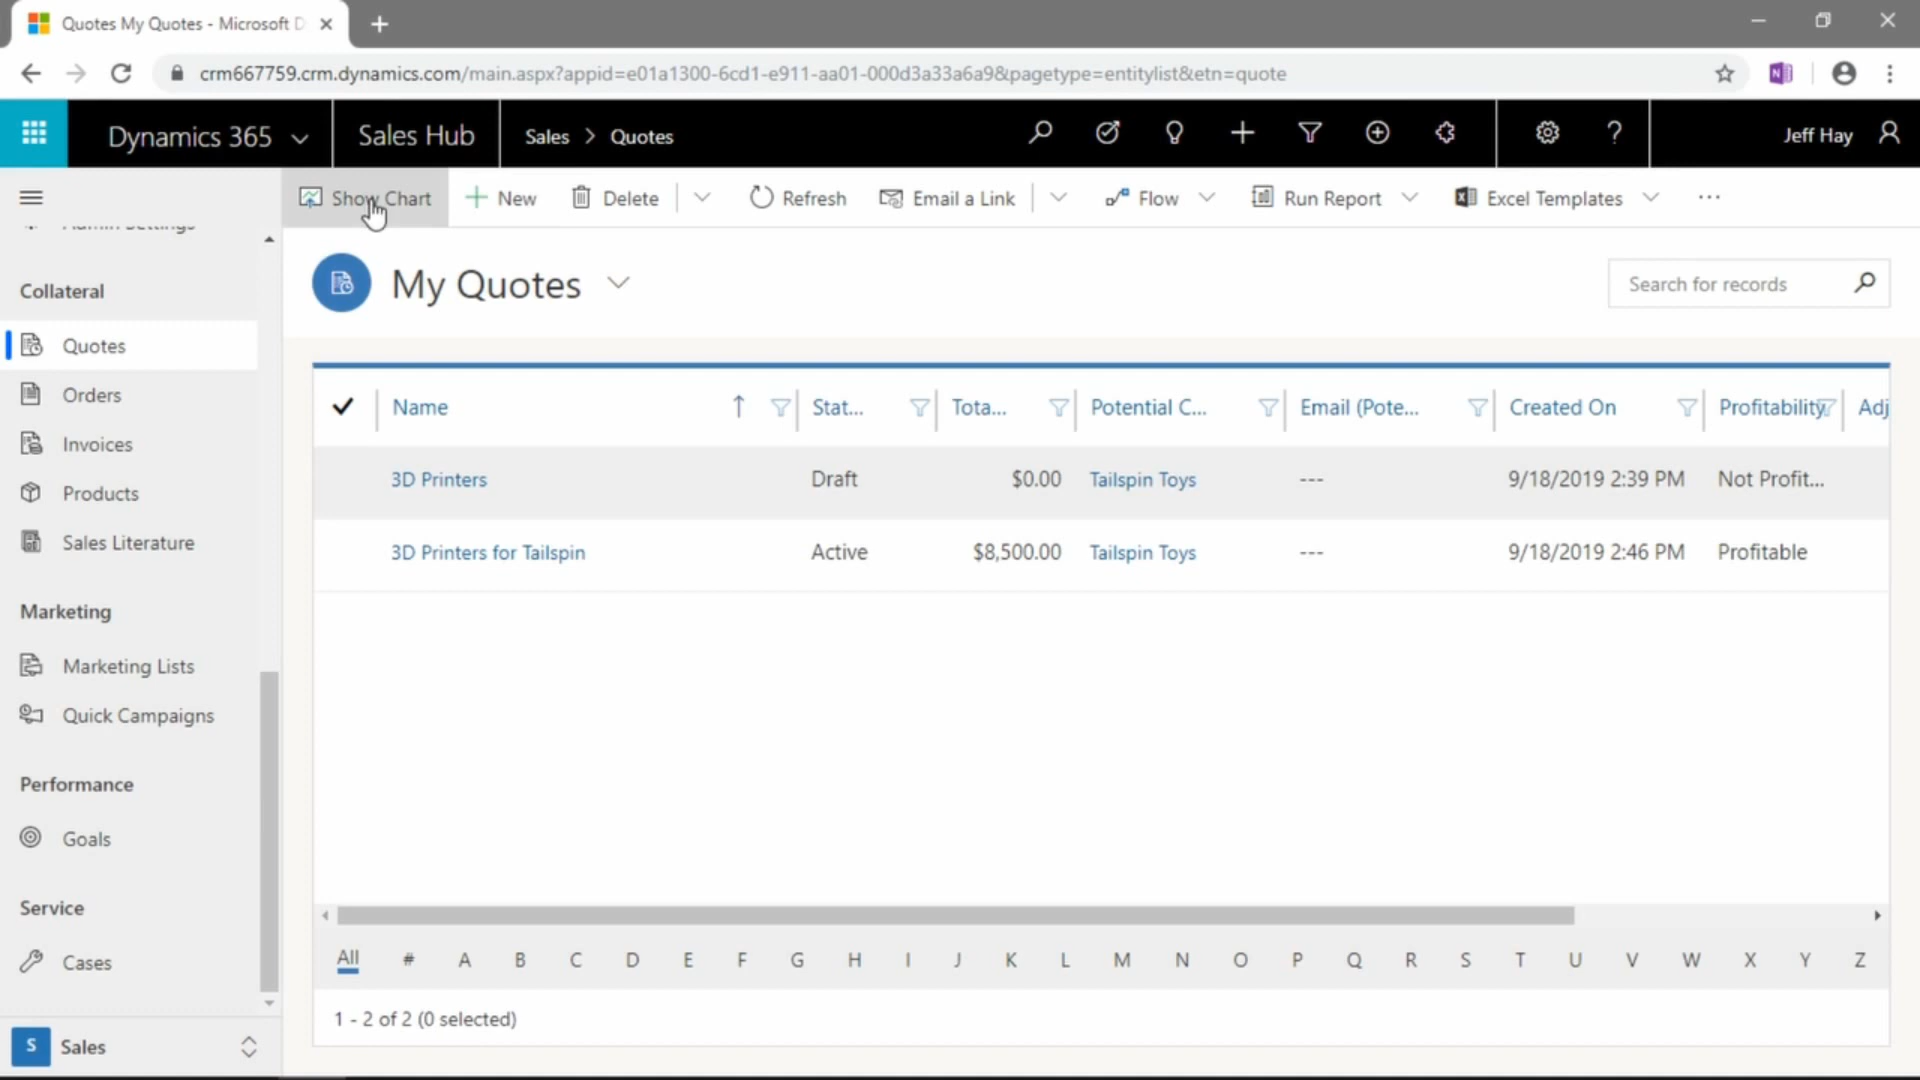 Quotes My Quotes - Microsoft D
crm667759.crm.dynamics.com/main.aspx?appid=e01a1300-6cd1-e911-aa01-000d3a33a6a9&pagetype=entitylist&etn=quote
Dynamics 365
Sales Hub
Sales > Quotes
Jeff Hay
Show Chart
New
Delete
Refresh
Email a Link
Flow
Run Report
Excel Templates
Admin Settings
Collateral
Quotes
Orders
Invoices
Products
Sales Literature
Marketing
Marketing Lists
Quick Campaigns
Performance
Goals
Service
Cases
S Sales
My Quotes
Search for records
Name Stat... Tota... Potential C... Email (Pote... Created On Profitability Adj
3D Printers Draft $0.00 Tailspin Toys --- 9/18/2019 2:39 PM Not Profit...
3D Printers for Tailspin Active $8,500.00 Tailspin Toys --- 9/18/2019 2:46 PM Profitable
All # A B C D E F G H I J K L M N O P Q R S T U V W X Y Z
1 - 2 of 2 (0 selected)